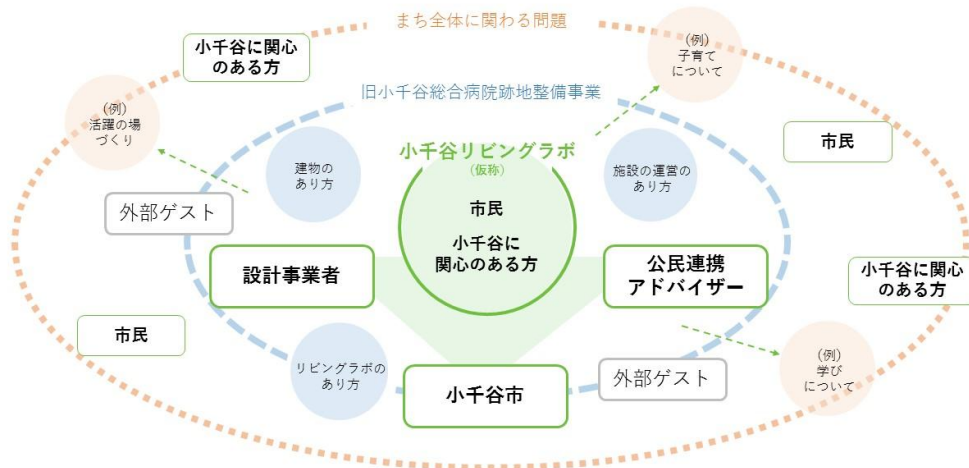 まち全体に関わる問題
小千谷に関心
のある方
(例)
子育て
について
旧小千谷総合病院跡地整備事業
(例)
活躍の場
づくり
市民
小千谷リビングラボ
(仮称)
建物の
あり方
施設の運営の
あり方
外部ゲスト
市民
小千谷に
関心のある方
設計事業者
公民連携
アドバイザー
小千谷に関心
のある方
市民
リビングラボの
あり方
小千谷市
外部ゲスト
(例)
学び
について